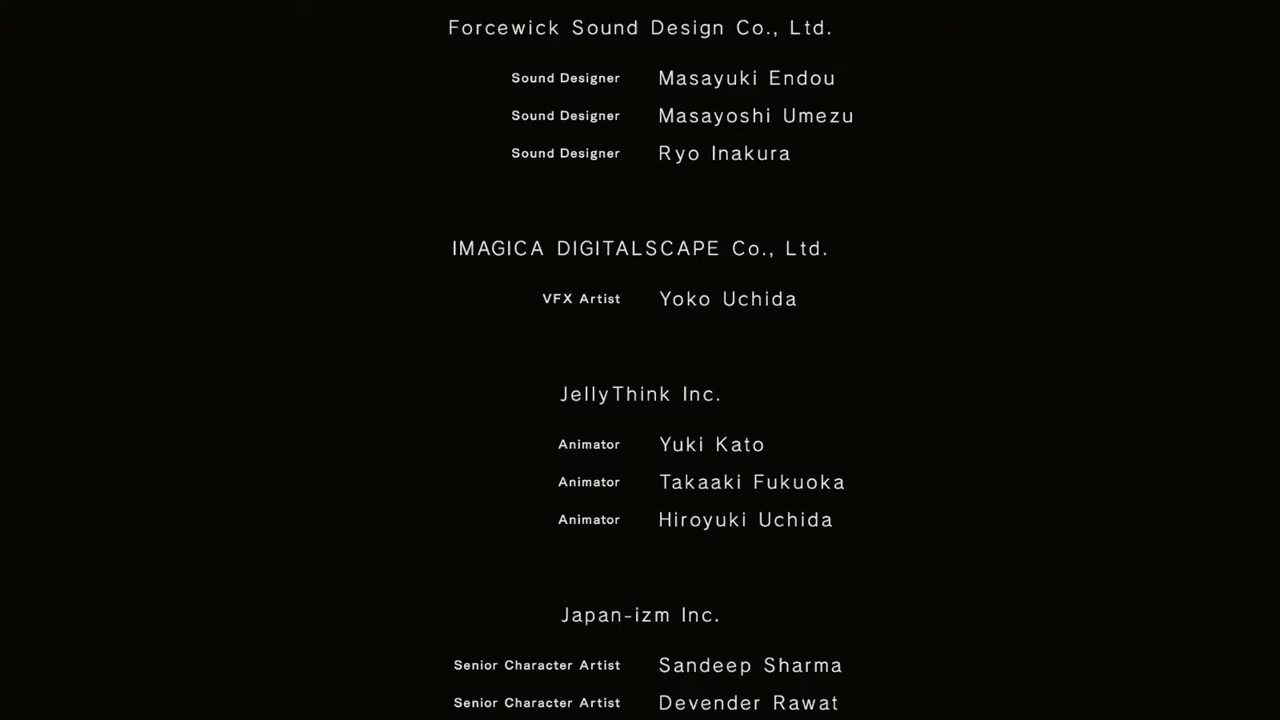 Forcewick Sound Design Co., Ltd.
Sound Designer Masayuki Endou
Sound Designer Masayoshi Umezu
Sound Designer Ryo Inakura
IMAGICA DIGITALSCAPE Co., Ltd.
VFX Artist Yoko Uchida
JellyThink Inc.
Animator Yuki Kato
Animator Takaaki Fukuoka
Animator Hiroyuki Uchida
Japan-izm Inc.
Senior Character Artist Sandeep Sharma
Senior Character Artist Devender Rawat